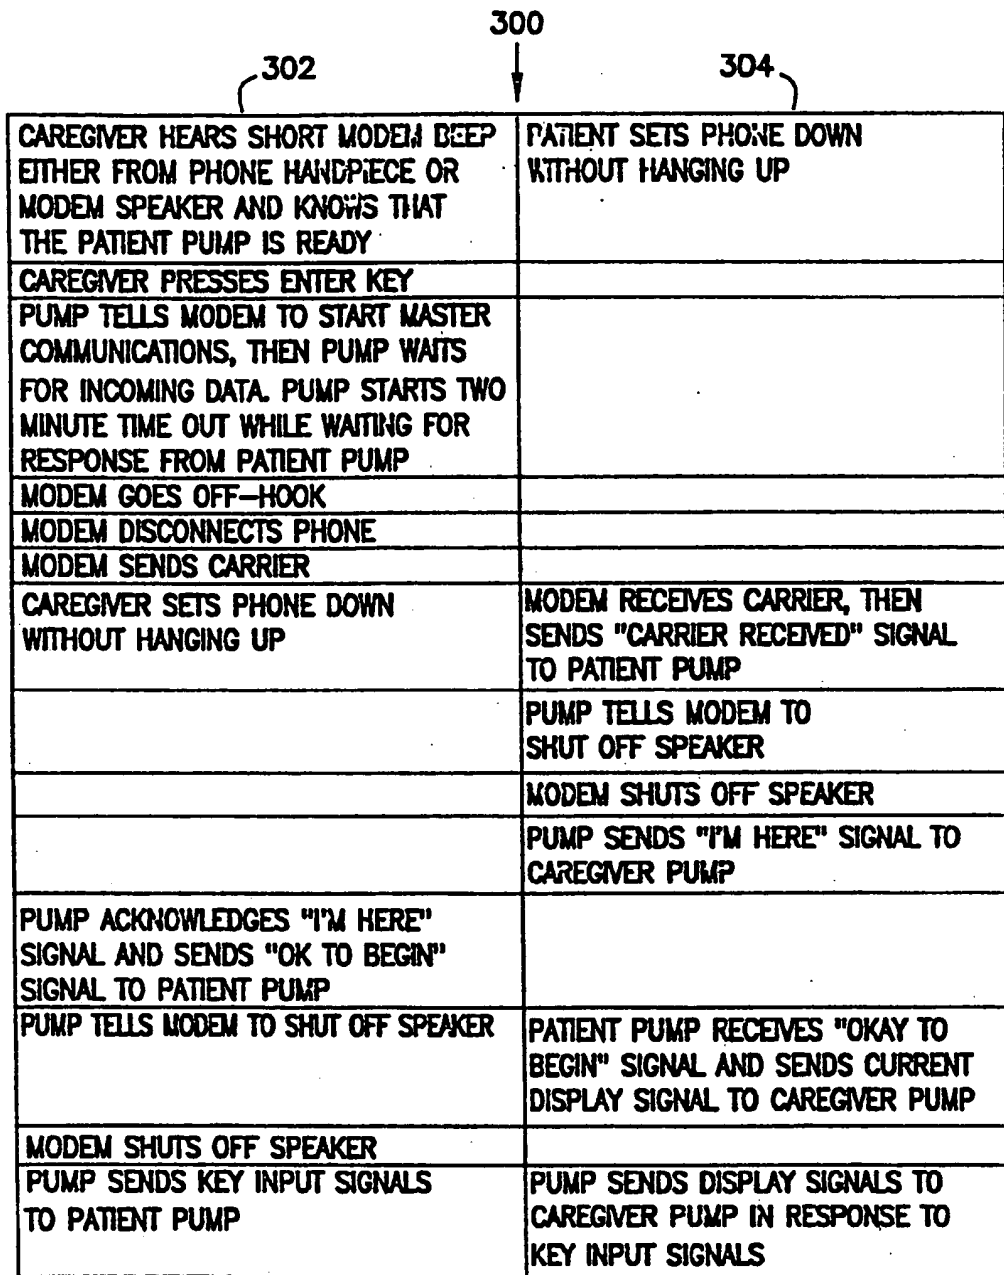 300
302
304
CAREGIVER HEARS SHORT MODEM BEEP
EITHER FROM PHONE HANDPIECE OR
MODEM SPEAKER AND KNOWS THAT
THE PATIENT PUMP IS READY
PATIENT SETS PHONE DOWN
WITHOUT HANGING UP
CAREGIVER PRESSES ENTER KEY
PUMP TELLS MODEM TO START MASTER
COMMUNICATIONS, THEN PUMP WAITS
FOR INCOMING DATA. PUMP STARTS TWO
MINUTE TIME OUT WHILE WAITING FOR
RESPONSE FROM PATIENT PUMP
MODEM GOES OFF-HOOK
MODEM DISCONNECTS PHONE
MODEM SENDS CARRIER
CAREGIVER SETS PHONE DOWN
WITHOUT HANGING UP
MODEM RECEIVES CARRIER, THEN
SENDS "CARRIER RECEIVED" SIGNAL
TO PATIENT PUMP
PUMP TELLS MODEM TO
SHUT OFF SPEAKER
MODEM SHUTS OFF SPEAKER
PUMP SENDS "I'M HERE" SIGNAL TO
CAREGIVER PUMP
PUMP ACKNOWLEDGES "I'M HERE"
SIGNAL AND SENDS "OK TO BEGIN"
SIGNAL TO PATIENT PUMP
PUMP TELLS MODEM TO SHUT OFF SPEAKER
PATIENT PUMP RECEIVES "OKAY TO
BEGIN" SIGNAL AND SENDS CURRENT
DISPLAY SIGNAL TO CAREGIVER PUMP
MODEM SHUTS OFF SPEAKER
PUMP SENDS KEY INPUT SIGNALS
TO PATIENT PUMP
PUMP SENDS DISPLAY SIGNALS TO
CAREGIVER PUMP IN RESPONSE TO
KEY INPUT SIGNALS